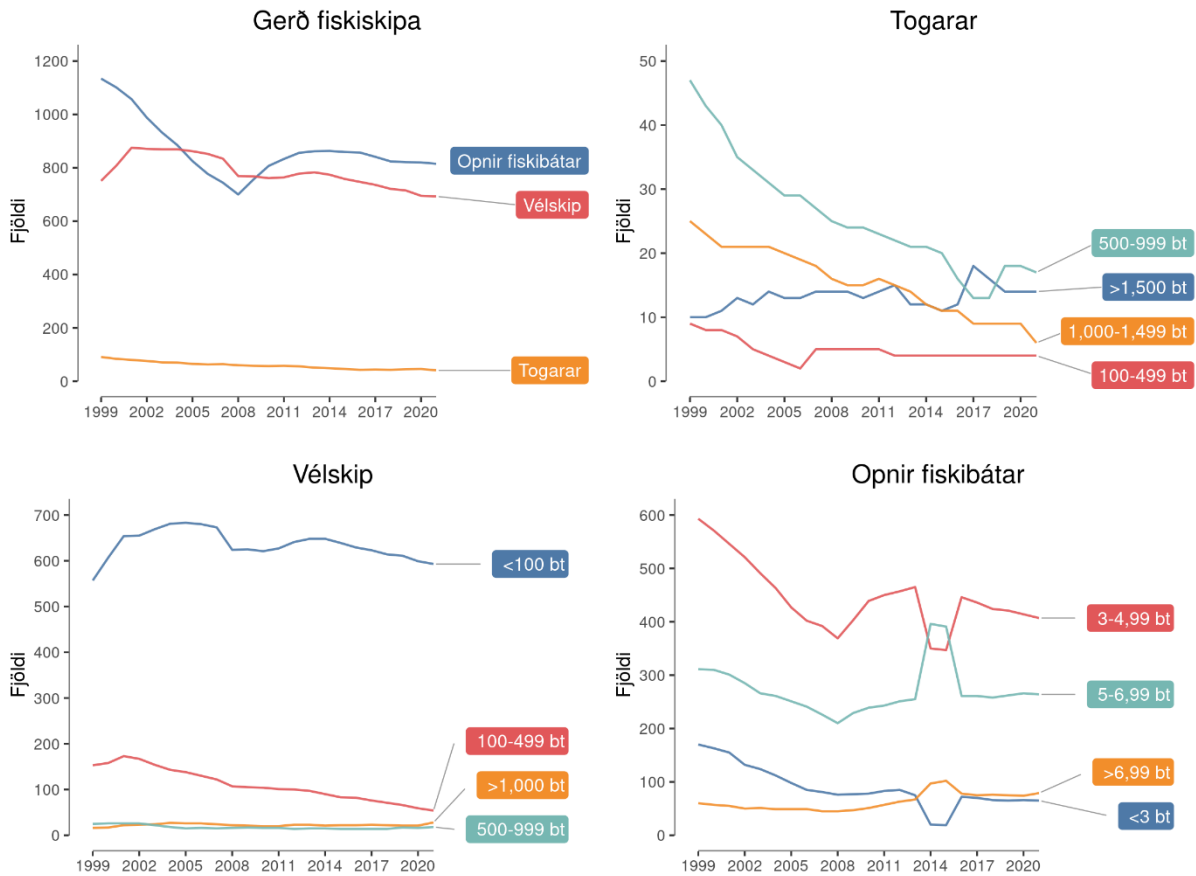 Gerð fiskiskipa
Fjöldi
1200
1000
800
600
400
200
0
1999 2002 2005 2008 2011 2014 2017 2020
Opnir fiskibátar
Vélskip
Togarar
Togarar
Fjöldi
50
40
30
20
10
0
1999 2002 2005 2008 2011 2014 2017 2020
500-999 bt
>1,500 bt
1,000-1,499 bt
100-499 bt
Vélskip
Fjöldi
700
600
500
400
300
200
100
0
1999 2002 2005 2008 2011 2014 2017 2020
<100 bt
100-499 bt
>1,000 bt
500-999 bt
Opnir fiskibátar
Fjöldi
600
500
400
300
200
100
0
1999 2002 2005 2008 2011 2014 2017 2020
3-4,99 bt
5-6,99 bt
>6,99 bt
<3 bt